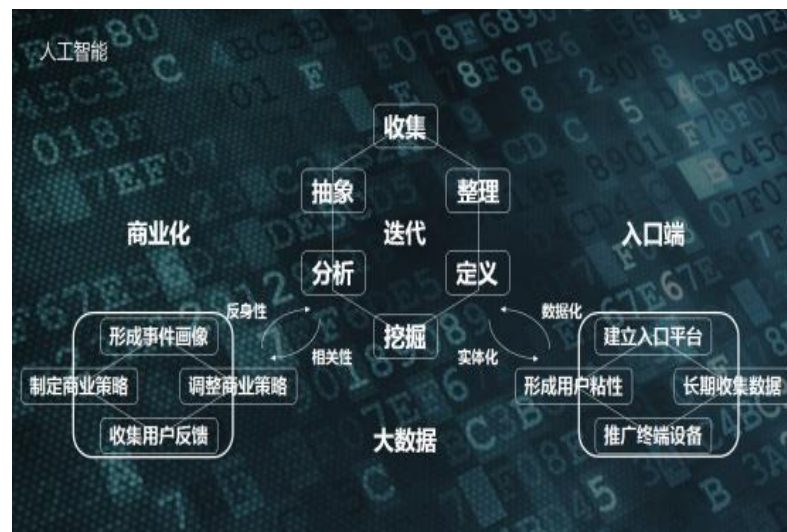 人工智能
收集
抽象
整理
商业化
迭代
入口端
分析
定义
反身性
数据化
形成事件画像
挖掘
建立入口平台
相关性
实体化
制定商业策略
调整商业策略
形成用户粘性
长期收集数据
收集用户反馈
大数据
推广终端设备